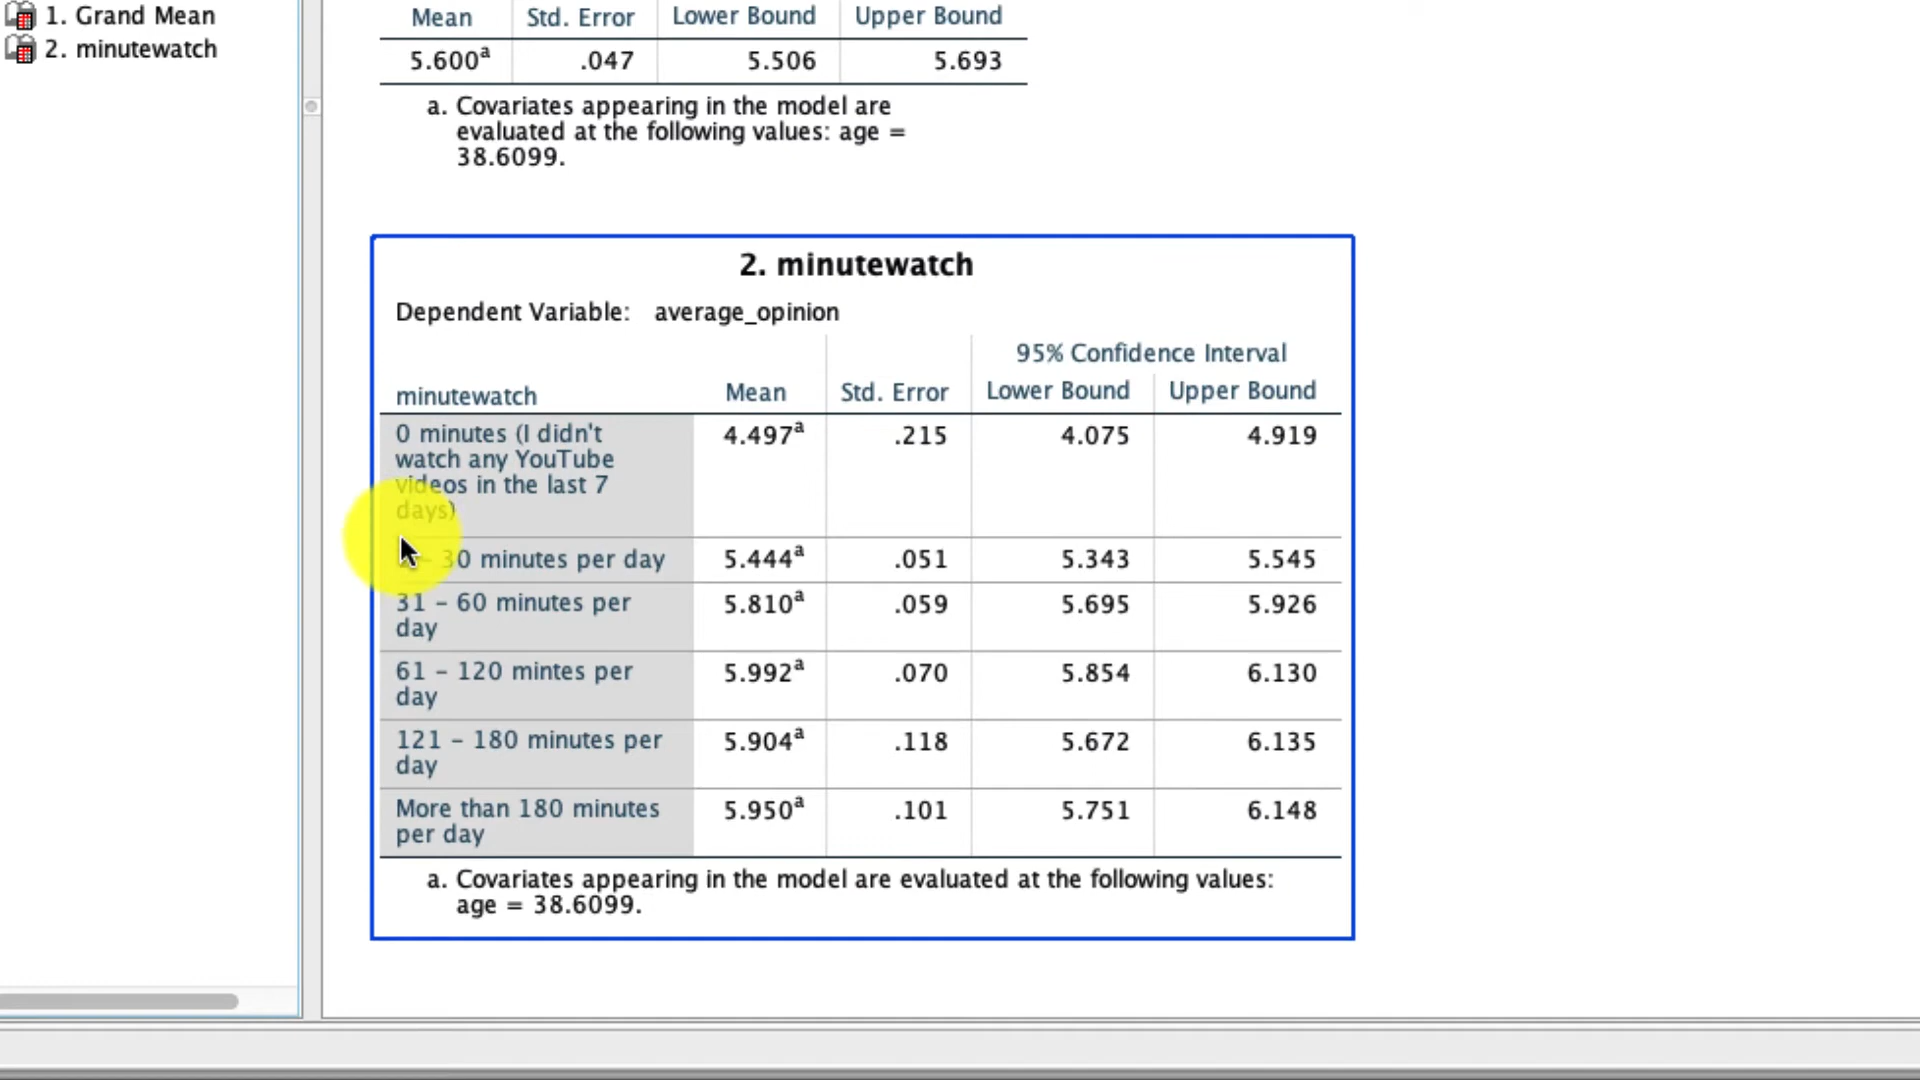 1. Grand Mean
2. minutewatch
Mean Std. Error Lower Bound Upper Bound
5.600a .047 5.506 5.693
a. Covariates appearing in the model are
evaluated at the following values: age =
38.6099.
2. minutewatch
Dependent Variable: average_opinion
95% Confidence Interval
minutewatch Mean Std. Error Lower Bound Upper Bound
0 minutes (I didn't 4.497a .215 4.075 4.919
watch any YouTube
videos in the last 7
days)
– 30 minutes per day 5.444a .051 5.343 5.545
31 – 60 minutes per 5.810a .059 5.695 5.926
day
61 – 120 mintes per 5.992a .070 5.854 6.130
day
121 – 180 minutes per 5.904a .118 5.672 6.135
day
More than 180 minutes 5.950a .101 5.751 6.148
per day
a. Covariates appearing in the model are evaluated at the following values:
age = 38.6099.